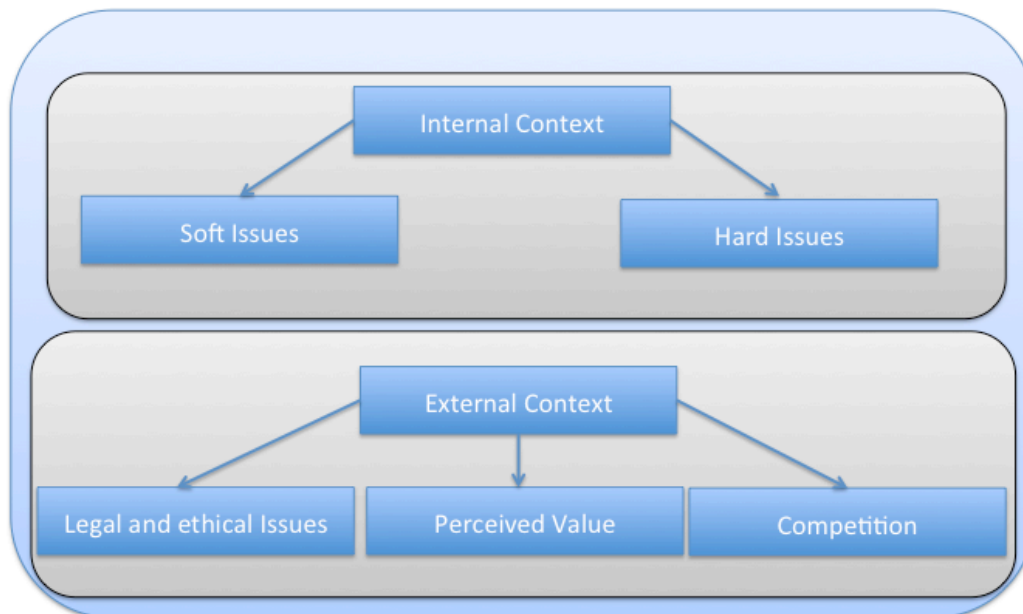 Internal Context
Soft Issues
Hard Issues
External Context
Legal and ethical Issues
Perceived Value
Competition